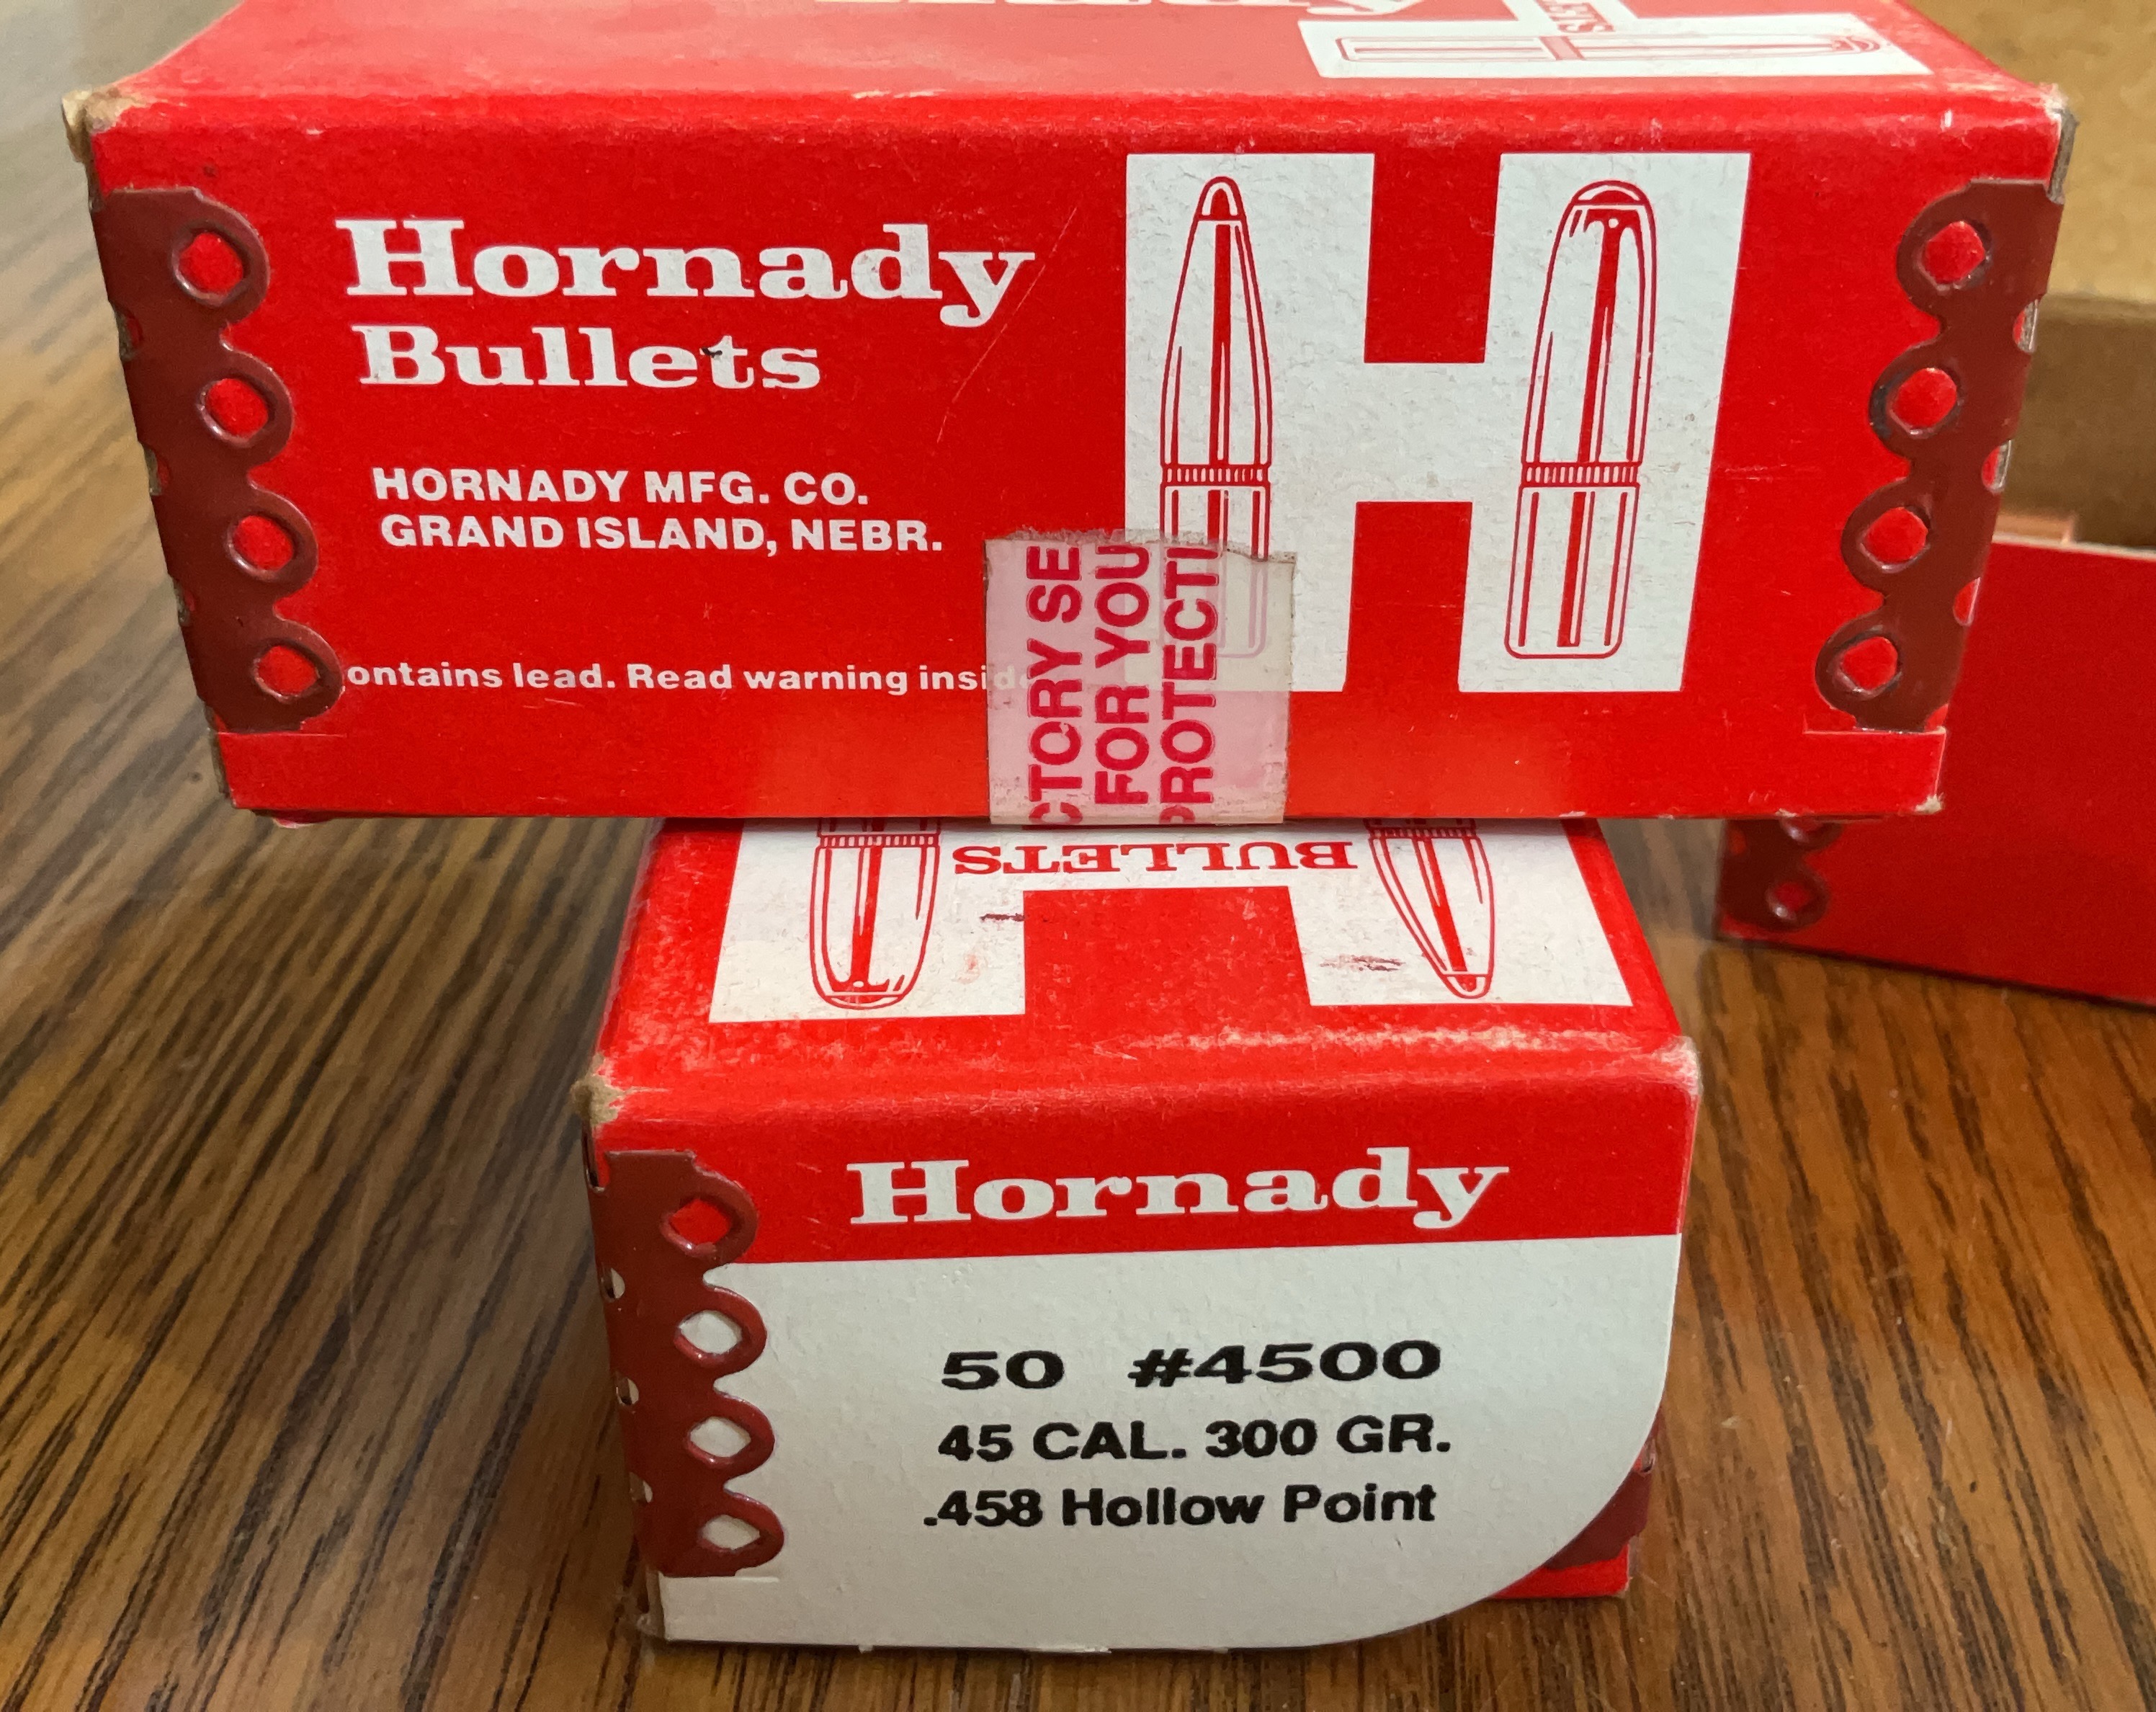 Hornady
Bullets
HORNADY MFG. CO.
GRAND ISLAND, NEBR.
ontains lead. Read warning inside
CTORY SE
FOR YOU
PROTECTI
BULLETS
Hornady
50 #4500
45 CAL. 300 GR.
.458 Hollow Point